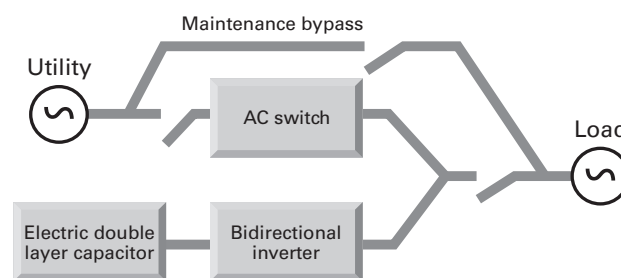 Maintenance bypass
Utility
AC switch
Load
Electric double
layer capacitor
Bidirectional
inverter